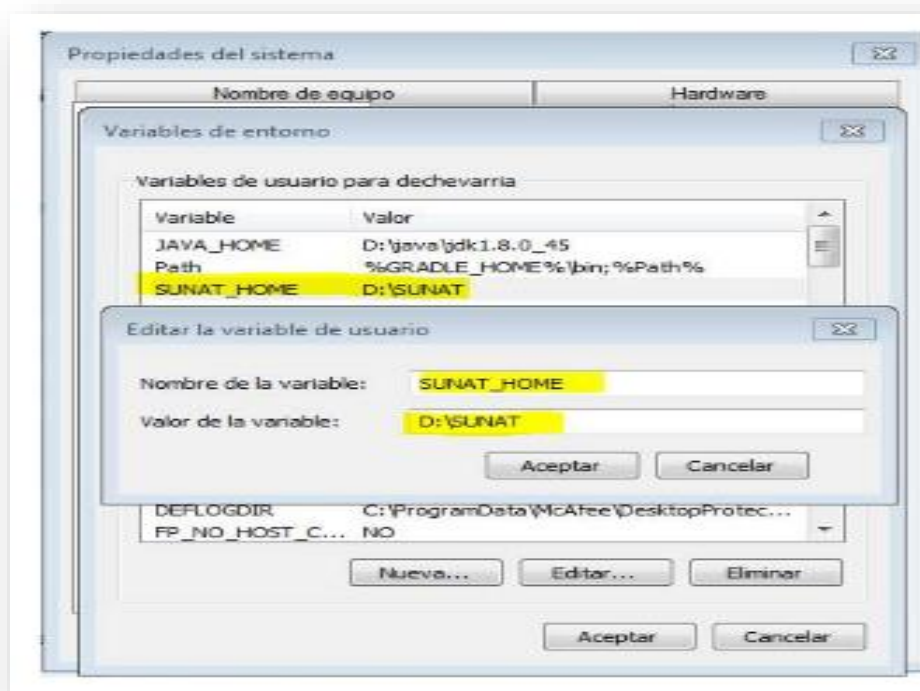 Propiedades del sistema
Nombre de equipo Hardware
Variables de entorno
Variables de usuario para dechevarria
Variable Valor
JAVA_HOME D:\java\jdk1.8.0_45
Path %GRADLE_HOME%\bin;%Path%
SUNAT_HOME D:\SUNAT
Editar la variable de usuario
Nombre de la variable: SUNAT_HOME
Valor de la variable: D:\SUNAT
Aceptar Cancelar
DEFLOGDIR C:\ProgramData\McAfee\DesktopProtec...
FP_NO_HOST_C... NO
Nueva... Editar... Eliminar
Aceptar Cancelar